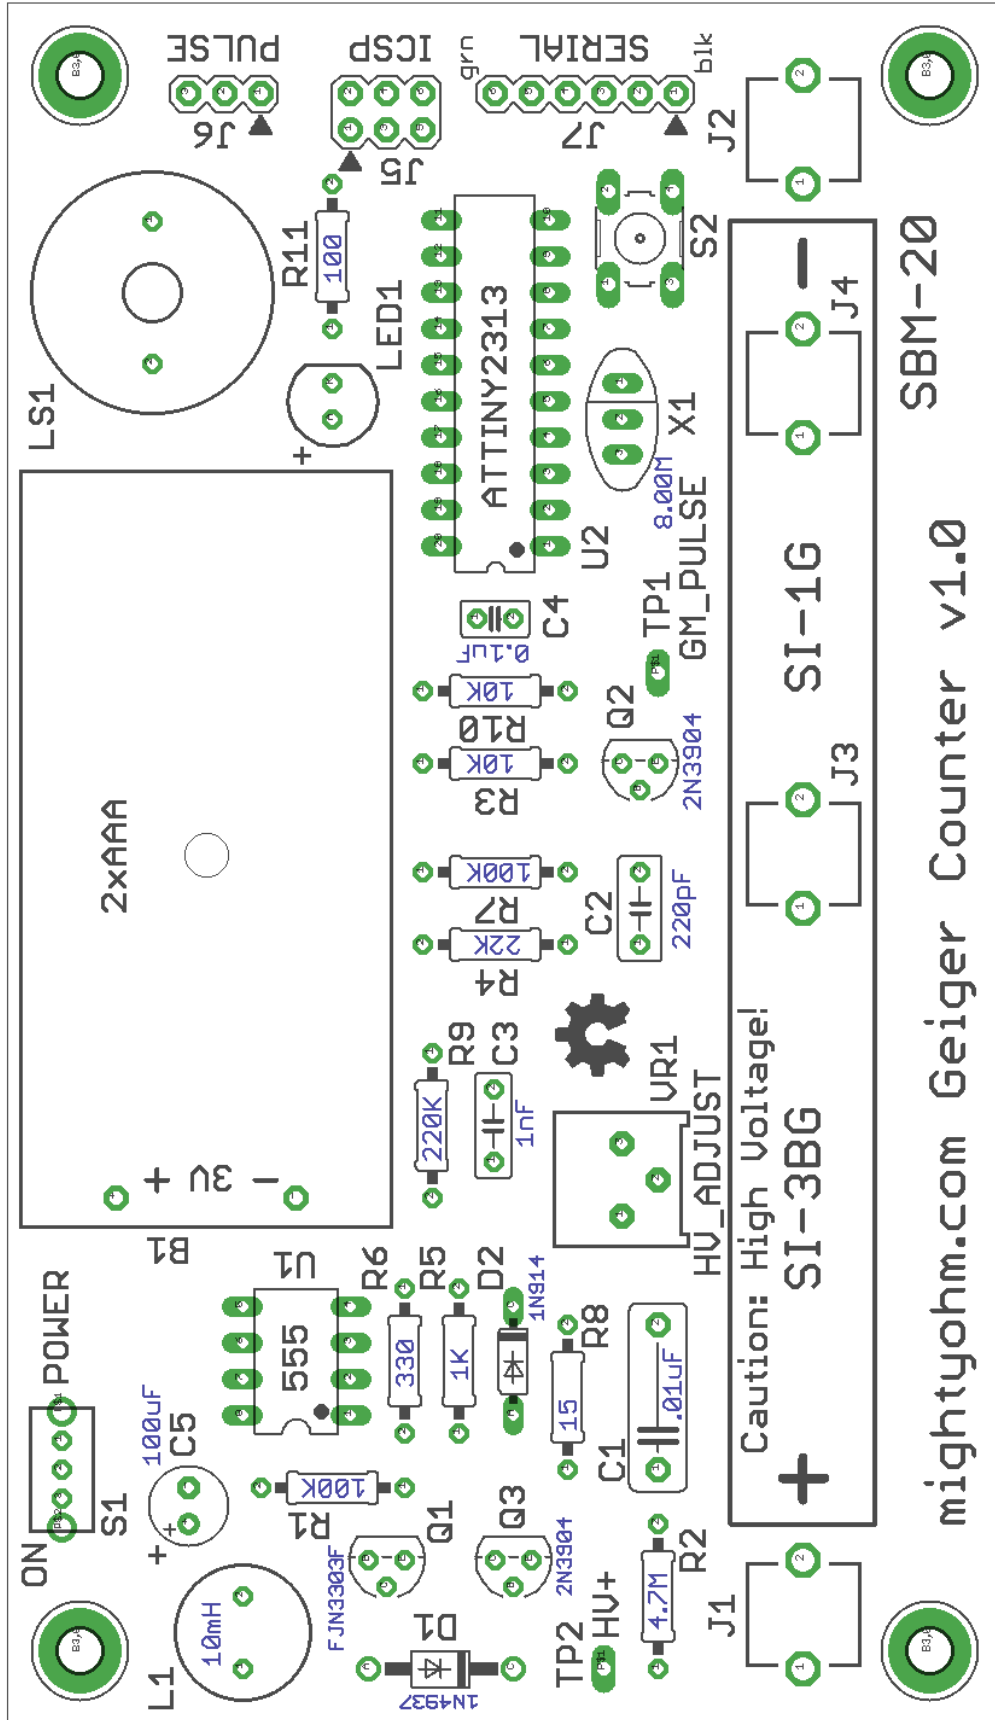 PULSE
J6
ICSP
J5
grn
SERIAL
blk
J7
J2
LS1
R11
100
LED1
+
ATTINY2313
U2
S2
X1
8.00M
−
J4
SBM-20
2xAAA
C4
0.1uF
R10
10K
R3
10K
R7
100K
R4
22K
TP1
GM_PULSE
Q2
2N3904
C2
220pF
SI-1G
J3
R9
220K
C3
1nF
VR1
HV_ADJUST
+ 3V -
B1
POWER
ON
S1
100uF
C5
+
+
U1
555
R6
330
R5
1K
D2
1N914
R8
15
C1
.01uF
Caution: High Voltage!
SI-3BG
+
R1
100K
Q1
FJN3303F
Q3
2N3904
L1
10mH
D1
1N4937
TP2
HV+
R2
4.7M
J1
mightyohm.com Geiger Counter v1.0